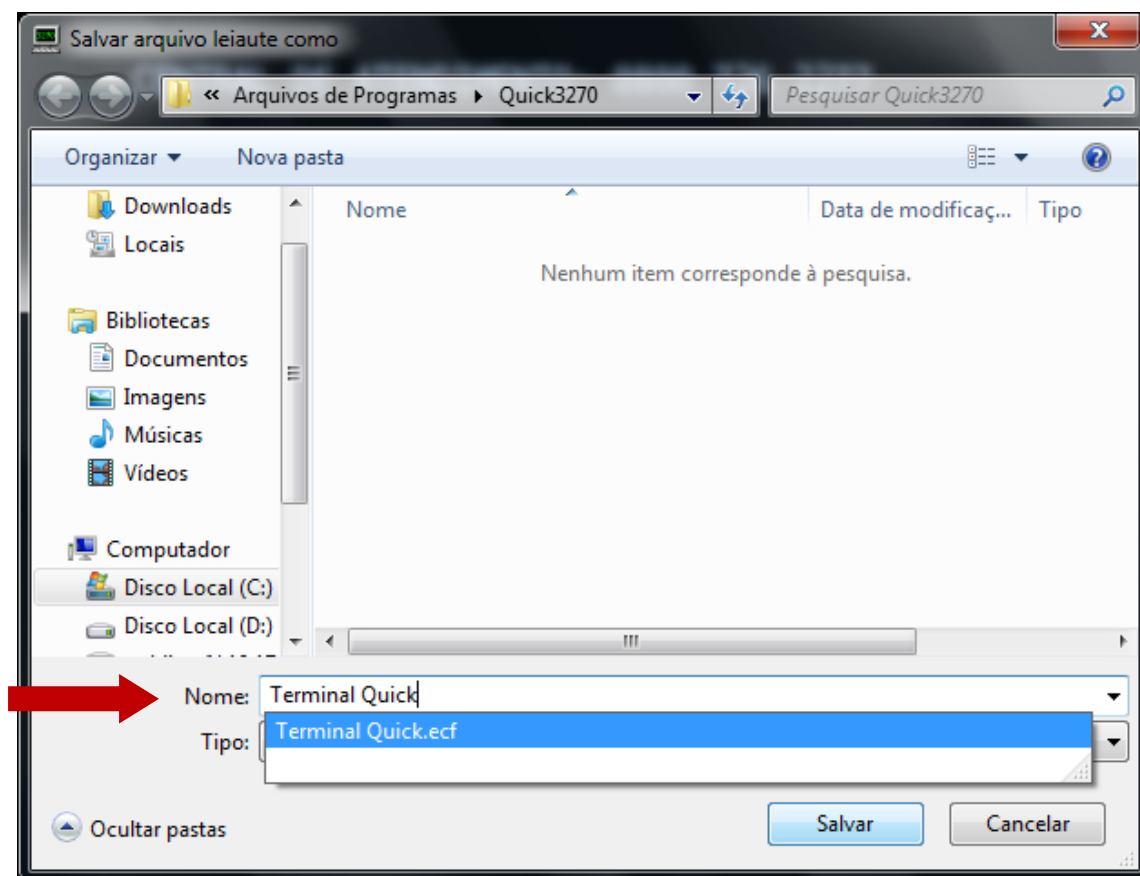 Salvar arquivo leiaute como
« Arquivos de Programas ▸ Quick3270
Pesquisar Quick3270
Organizar
Nova pasta
Downloads
Locais
Bibliotecas
Documentos
Imagens
Músicas
Vídeos
Computador
Disco Local (C:)
Disco Local (D:)
Nome
Data de modificaç...
Tipo
Nenhum item corresponde à pesquisa.
Nome: Terminal Quick
Terminal Quick.ecf
Tipo:
Ocultar pastas
Salvar
Cancelar